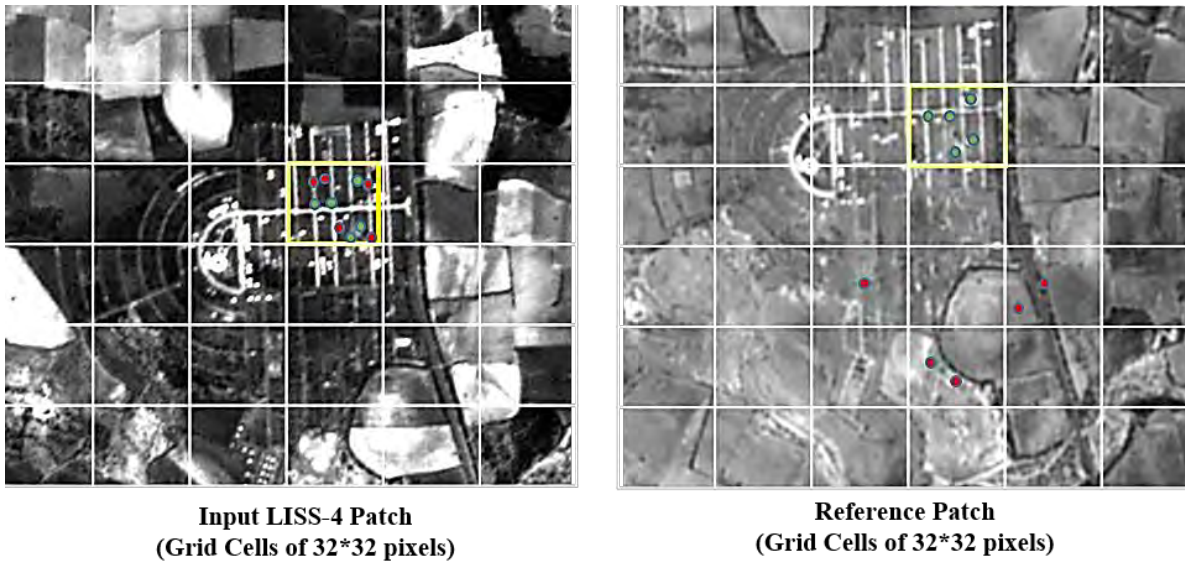 Input LISS-4 Patch
(Grid Cells of 32*32 pixels)
Reference Patch
(Grid Cells of 32*32 pixels)